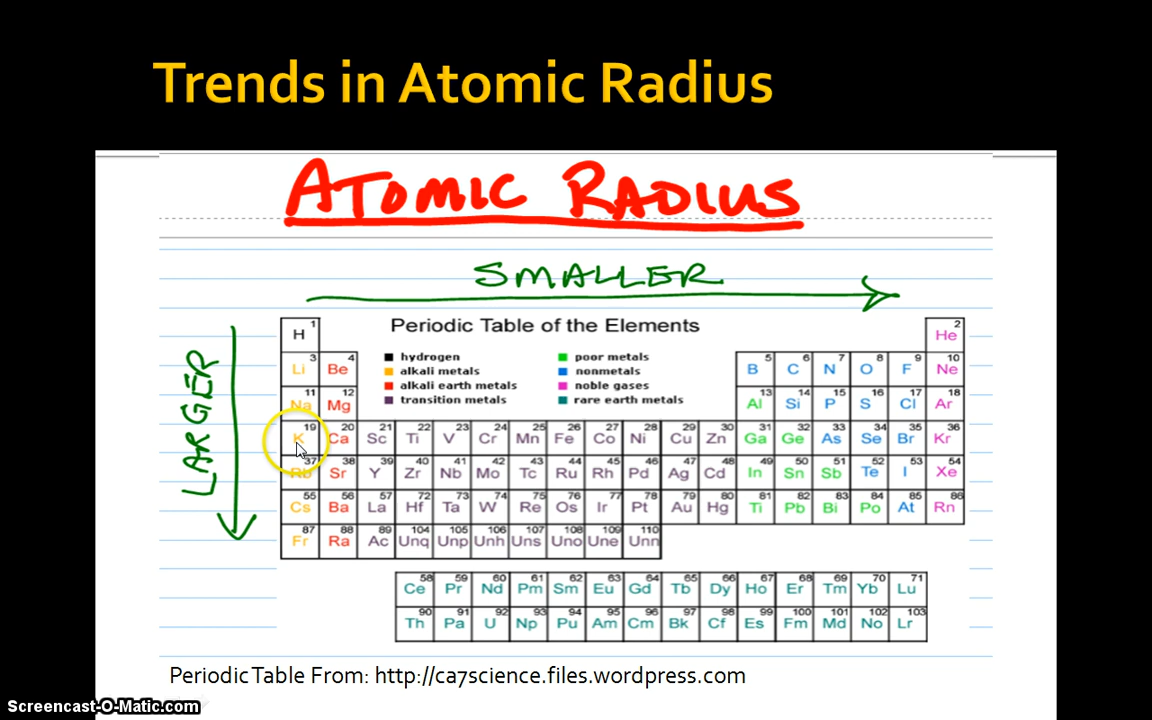 Trends in Atomic Radius
ATOMIC RADIUS
SMALLER
LARGER
Periodic Table of the Elements
hydrogen
alkali metals
alkali earth metals
transition metals
poor metals
nonmetals
noble gases
rare earth metals
1 2
H He
3 4 5 6 7 8 9 10
Li Be B C N O F Ne
11 12 13 14 15 16 17 18
Na Mg Al Si P S Cl Ar
19 20 21 22 23 24 25 26 27 28 29 30 31 32 33 34 35 36
K Ca Sc Ti V Cr Mn Fe Co Ni Cu Zn Ga Ge As Se Br Kr
37 38 39 40 41 42 43 44 45 46 47 48 49 50 51 52 53 54
Rb Sr Y Zr Nb Mo Tc Ru Rh Pd Ag Cd In Sn Sb Te I Xe
55 56 57 72 73 74 75 76 77 78 79 80 81 82 83 84 85 86
Cs Ba La Hf Ta W Re Os Ir Pt Au Hg Ti Pb Bi Po At Rn
87 88 89 104 105 106 107 108 109 110
Fr Ra Ac Unq Unp Unh Uns Uno Une Unn
58 59 60 61 62 63 64 65 66 67 68 69 70 71
Ce Pr Nd Pm Sm Eu Gd Tb Dy Ho Er Tm Yb Lu
90 91 92 93 94 95 96 97 98 99 100 101 102 103
Th Pa U Np Pu Am Cm Bk Cf Es Fm Md No Lr
Periodic Table From: http://ca7science.files.wordpress.com
Screencast-O-Matic.com